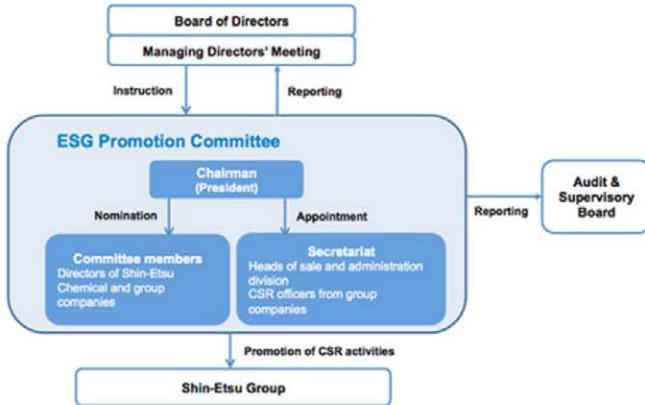 Board of Directors
Managing Directors' Meeting
Instruction
Reporting
ESG Promotion Committee
Chairman
(President)
Nomination
Appointment
Committee members
Directors of Shin-Etsu
Chemical and group
companies
Secretariat
Heads of sale and administration
division
CSR officers from group
companies
Reporting
Audit &
Supervisory
Board
Promotion of CSR activities
Shin-Etsu Group